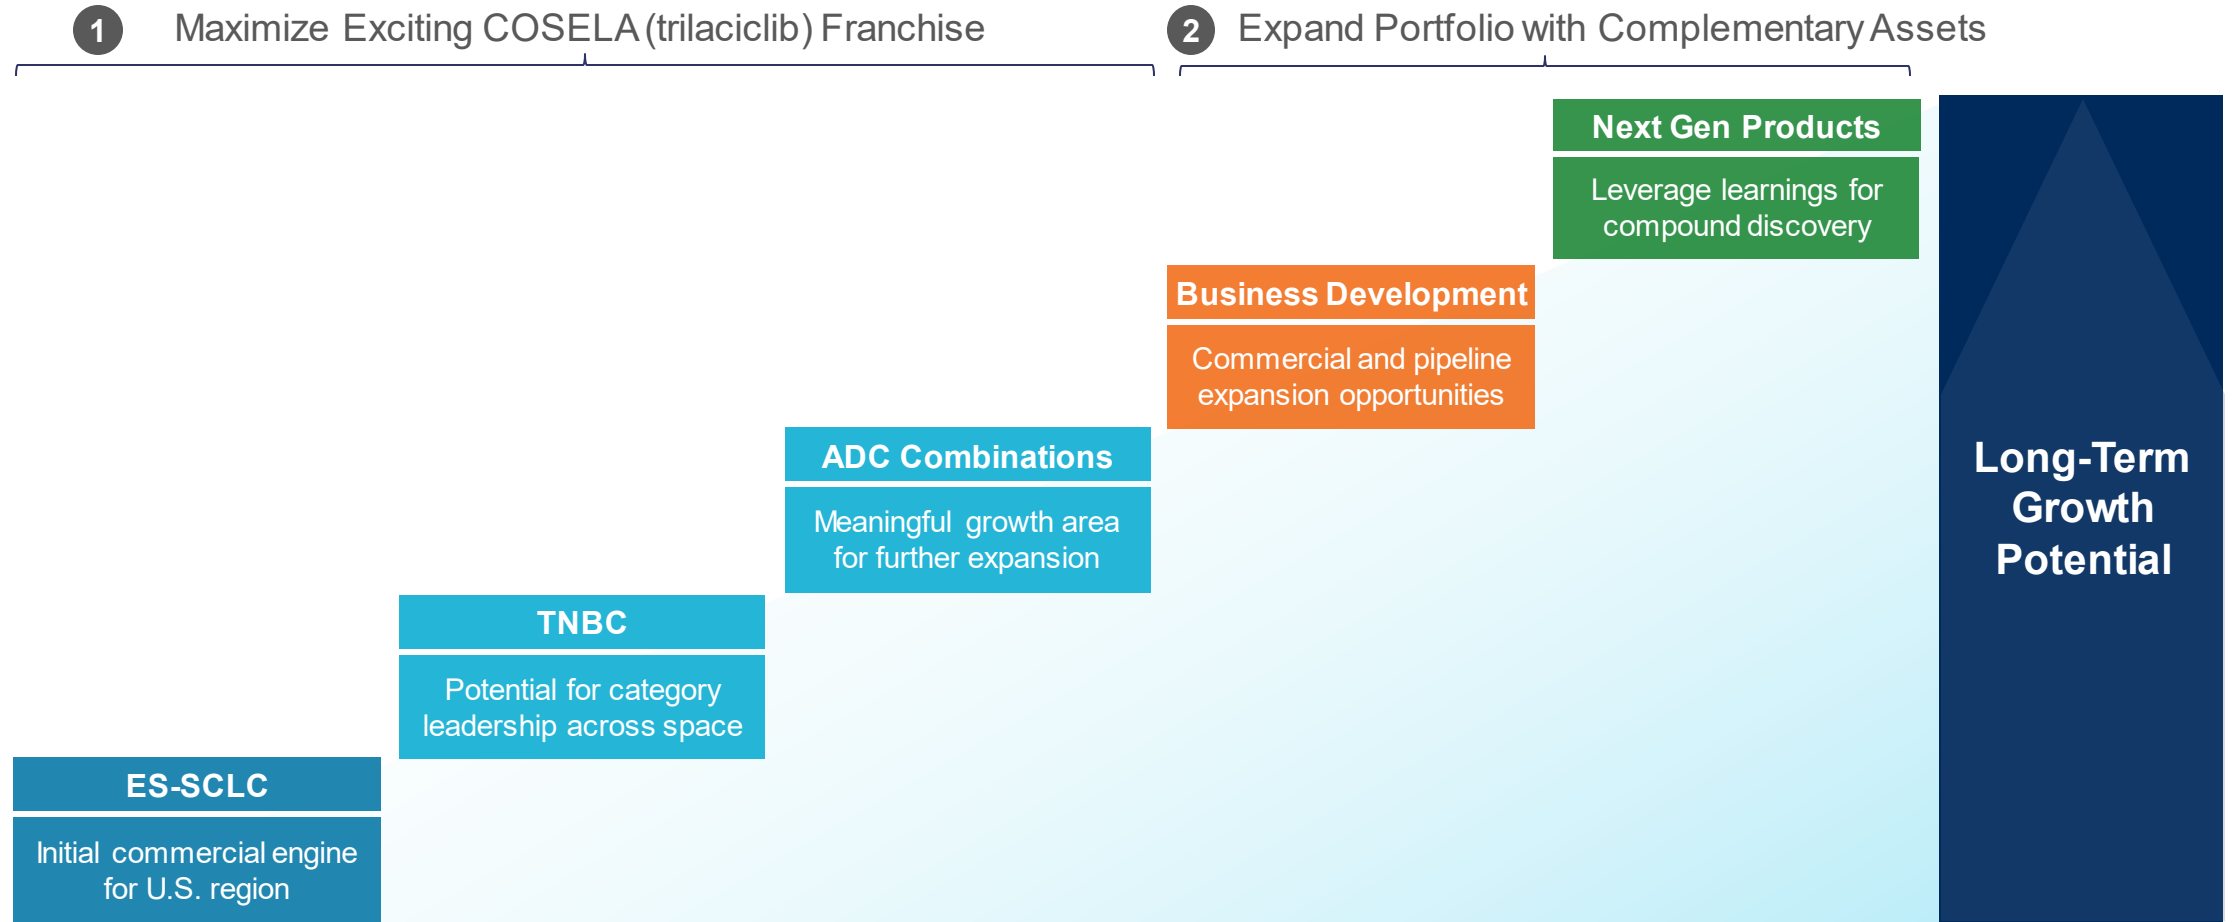 1 Maximize Exciting COSELA (trilaciclib) Franchise
2 Expand Portfolio with Complementary Assets
Next Gen Products
Leverage learnings for
compound discovery
Business Development
Commercial and pipeline
expansion opportunities
ADC Combinations
Meaningful growth area
for further expansion
TNBC
Potential for category
leadership across space
ES-SCLC
Initial commercial engine
for U.S. region
Long-Term
Growth
Potential